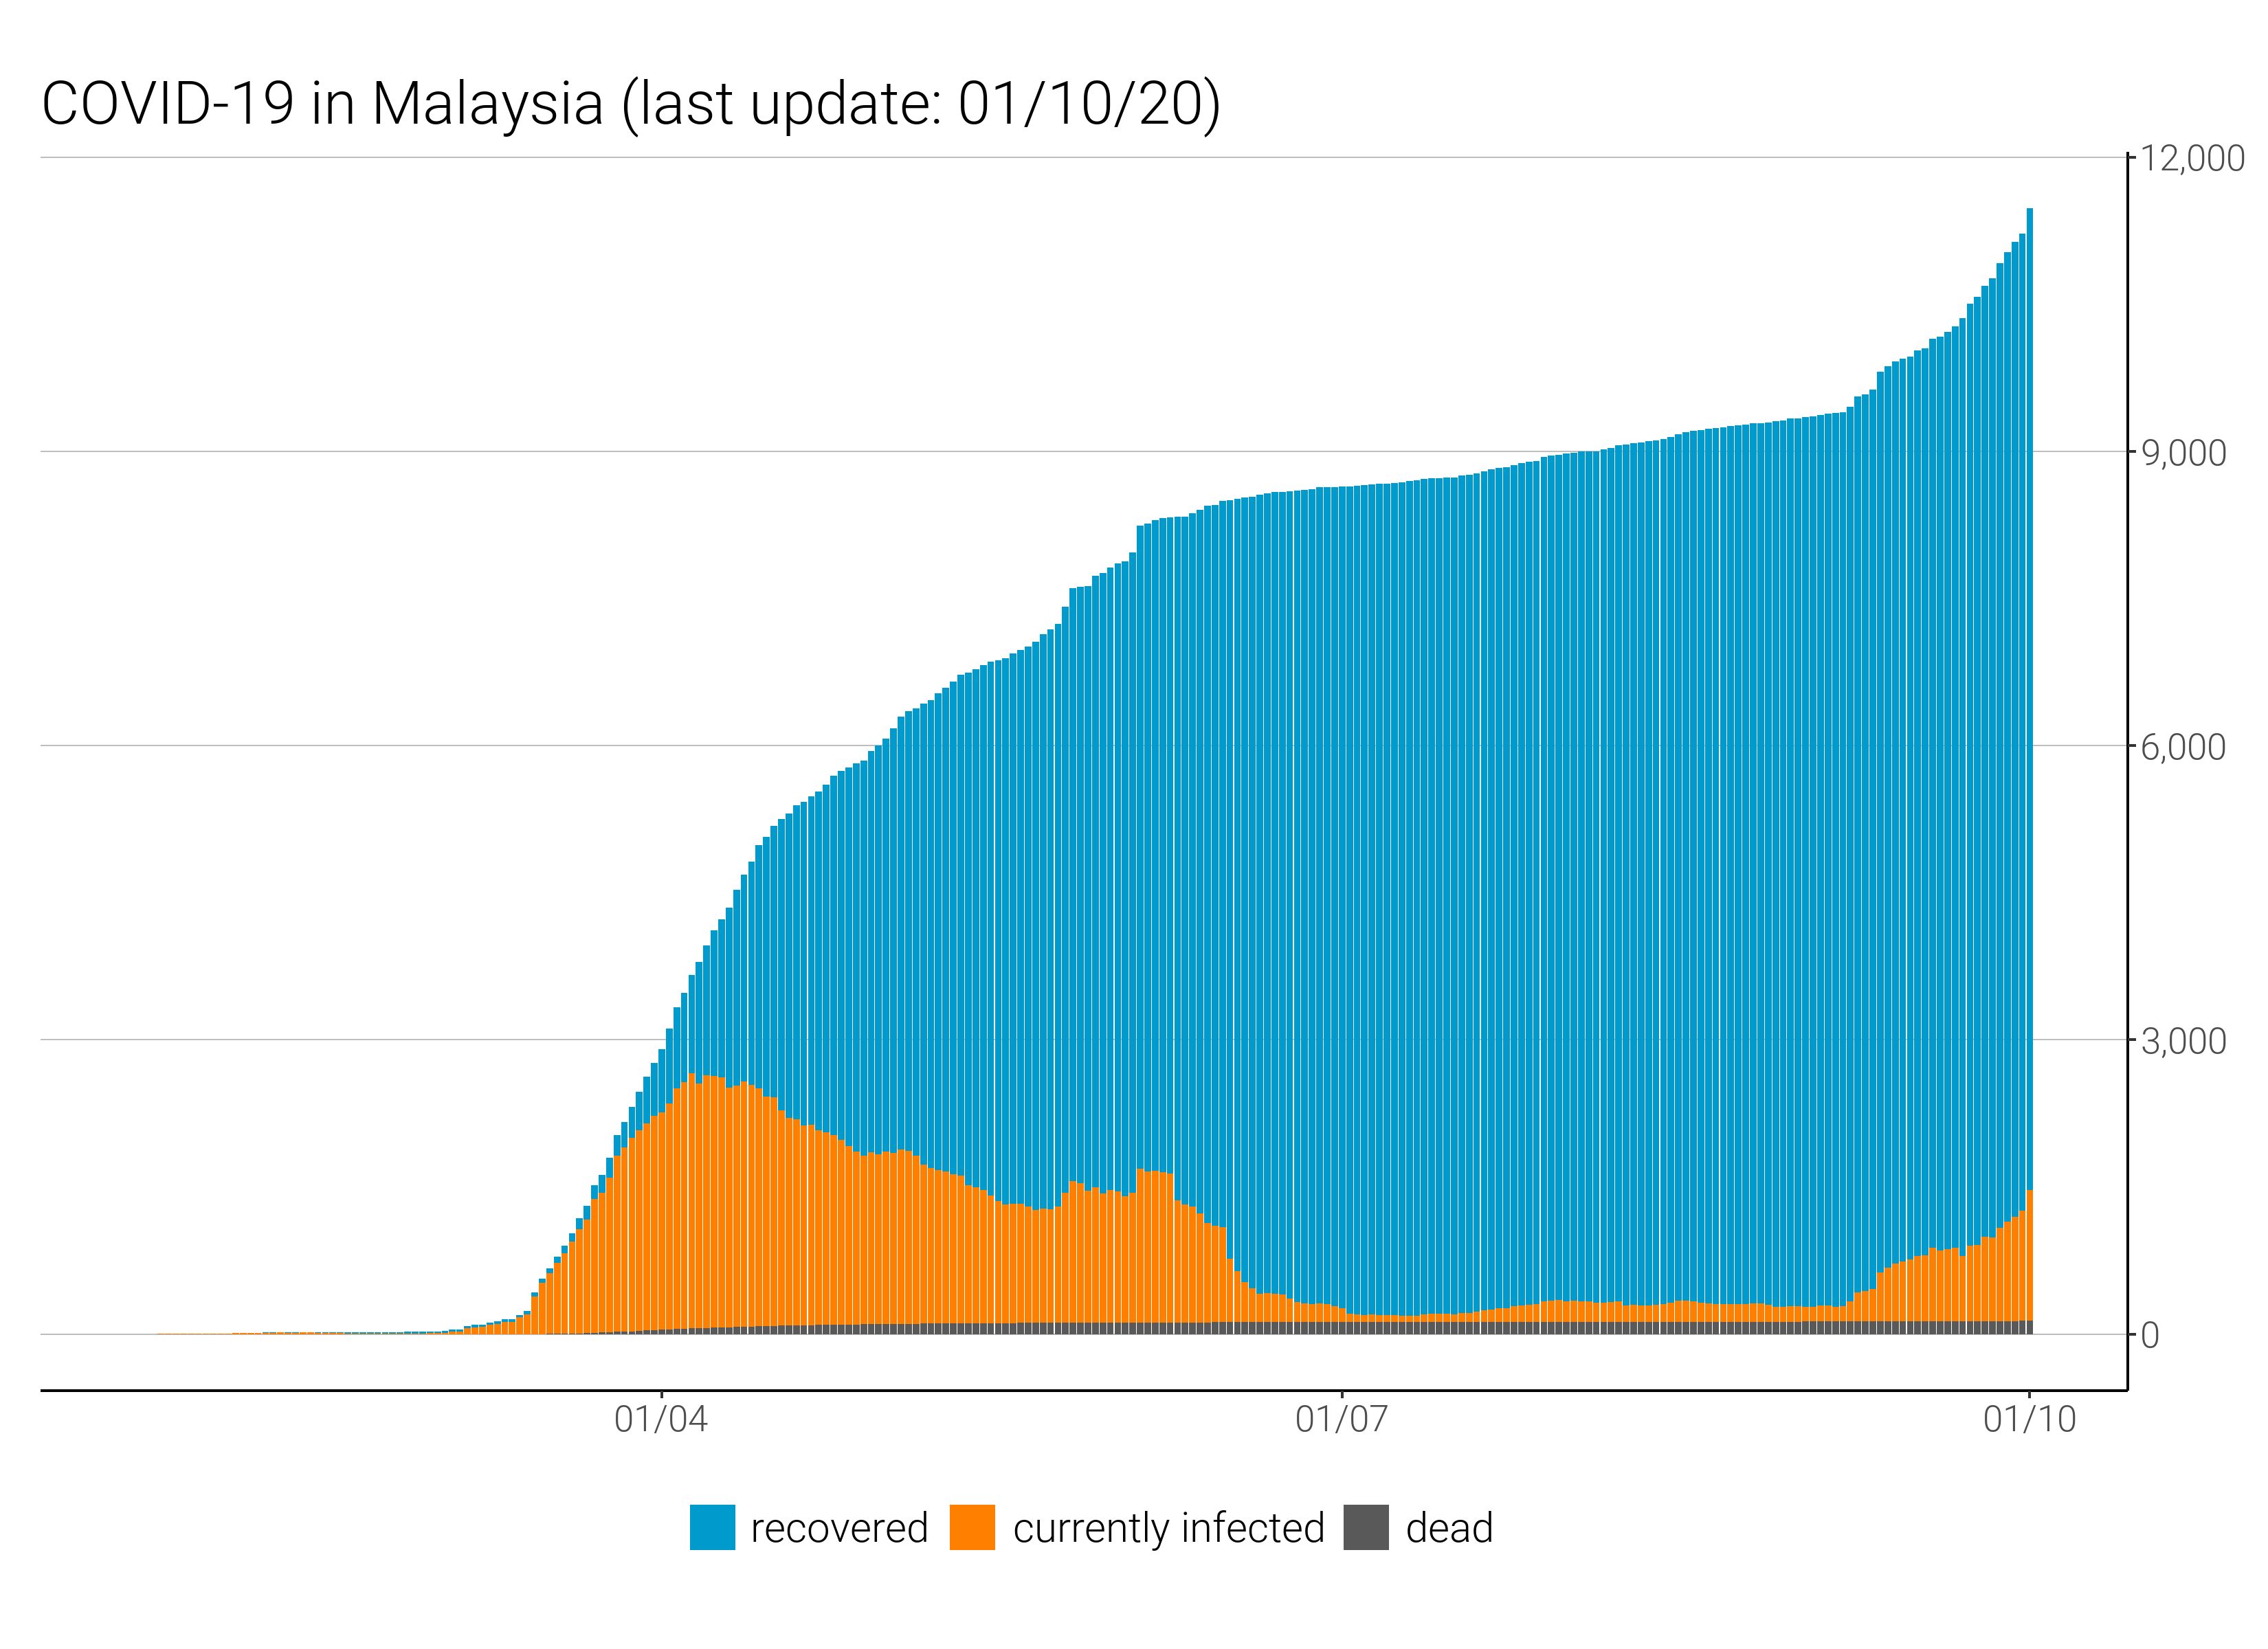 COVID-19 in Malaysia (last update: 01/10/20)
12,000
9,000
6,000
3,000
0
01/04 01/07 01/10
recovered currently infected dead